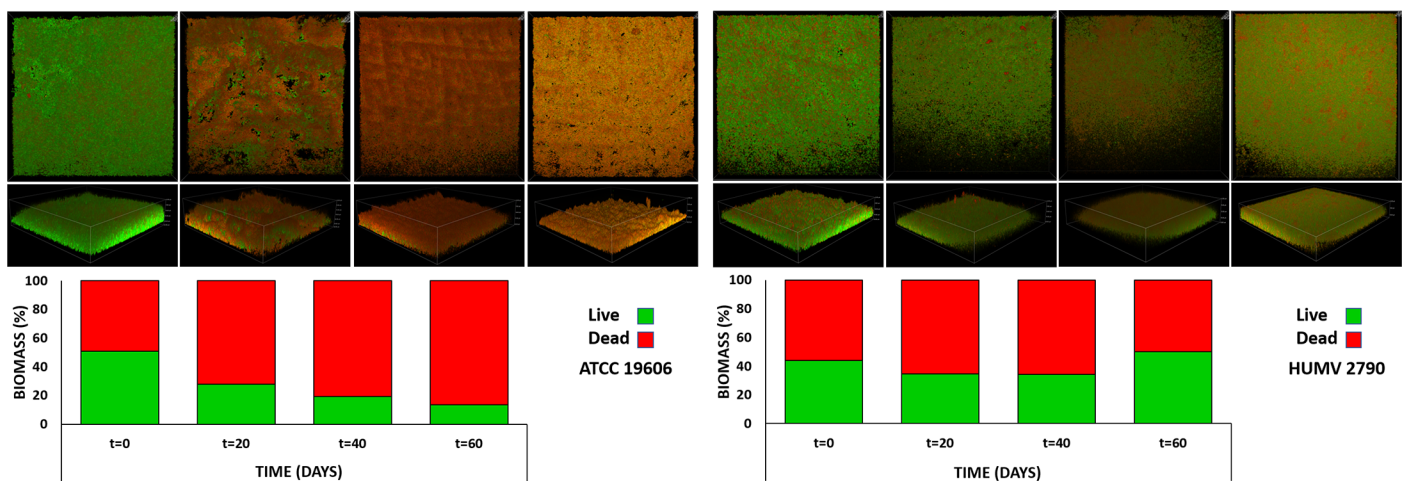 100
80
60
40
20
0
BIOMASS (%)
t=0 t=20 t=40 t=60
TIME (DAYS)
Live
Dead
ATCC 19606
100
80
60
40
20
0
BIOMASS (%)
t=0 t=20 t=40 t=60
TIME (DAYS)
Live
Dead
HUMV 2790